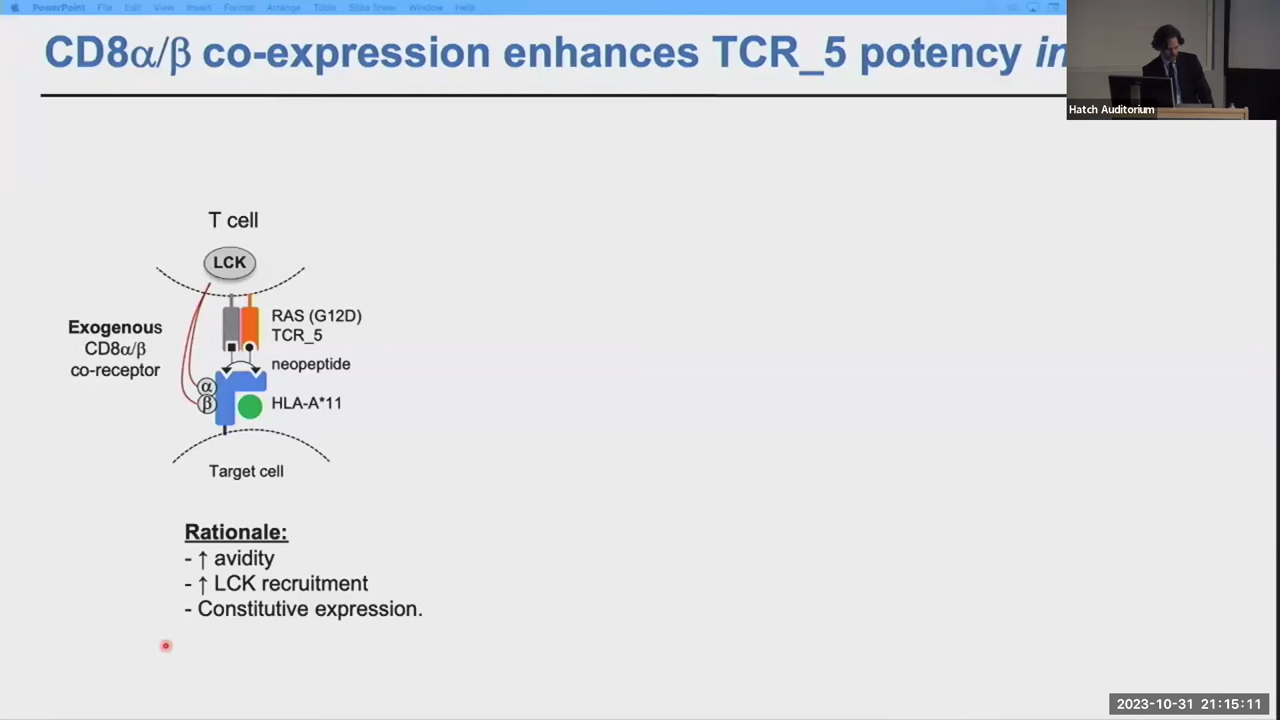 PowerPoint File Edit View Insert Format Arrange Tools Slide Show Window Help
CD8α/β co-expression enhances TCR_5 potency in
Hatch Auditorium
T cell
LCK
Exogenous
CD8α/β
co-receptor
RAS (G12D)
TCR_5
neopeptide
α
β
HLA-A*11
Target cell
Rationale:
- ↑ avidity
- ↑ LCK recruitment
- Constitutive expression.
2023-10-31 21:15:11